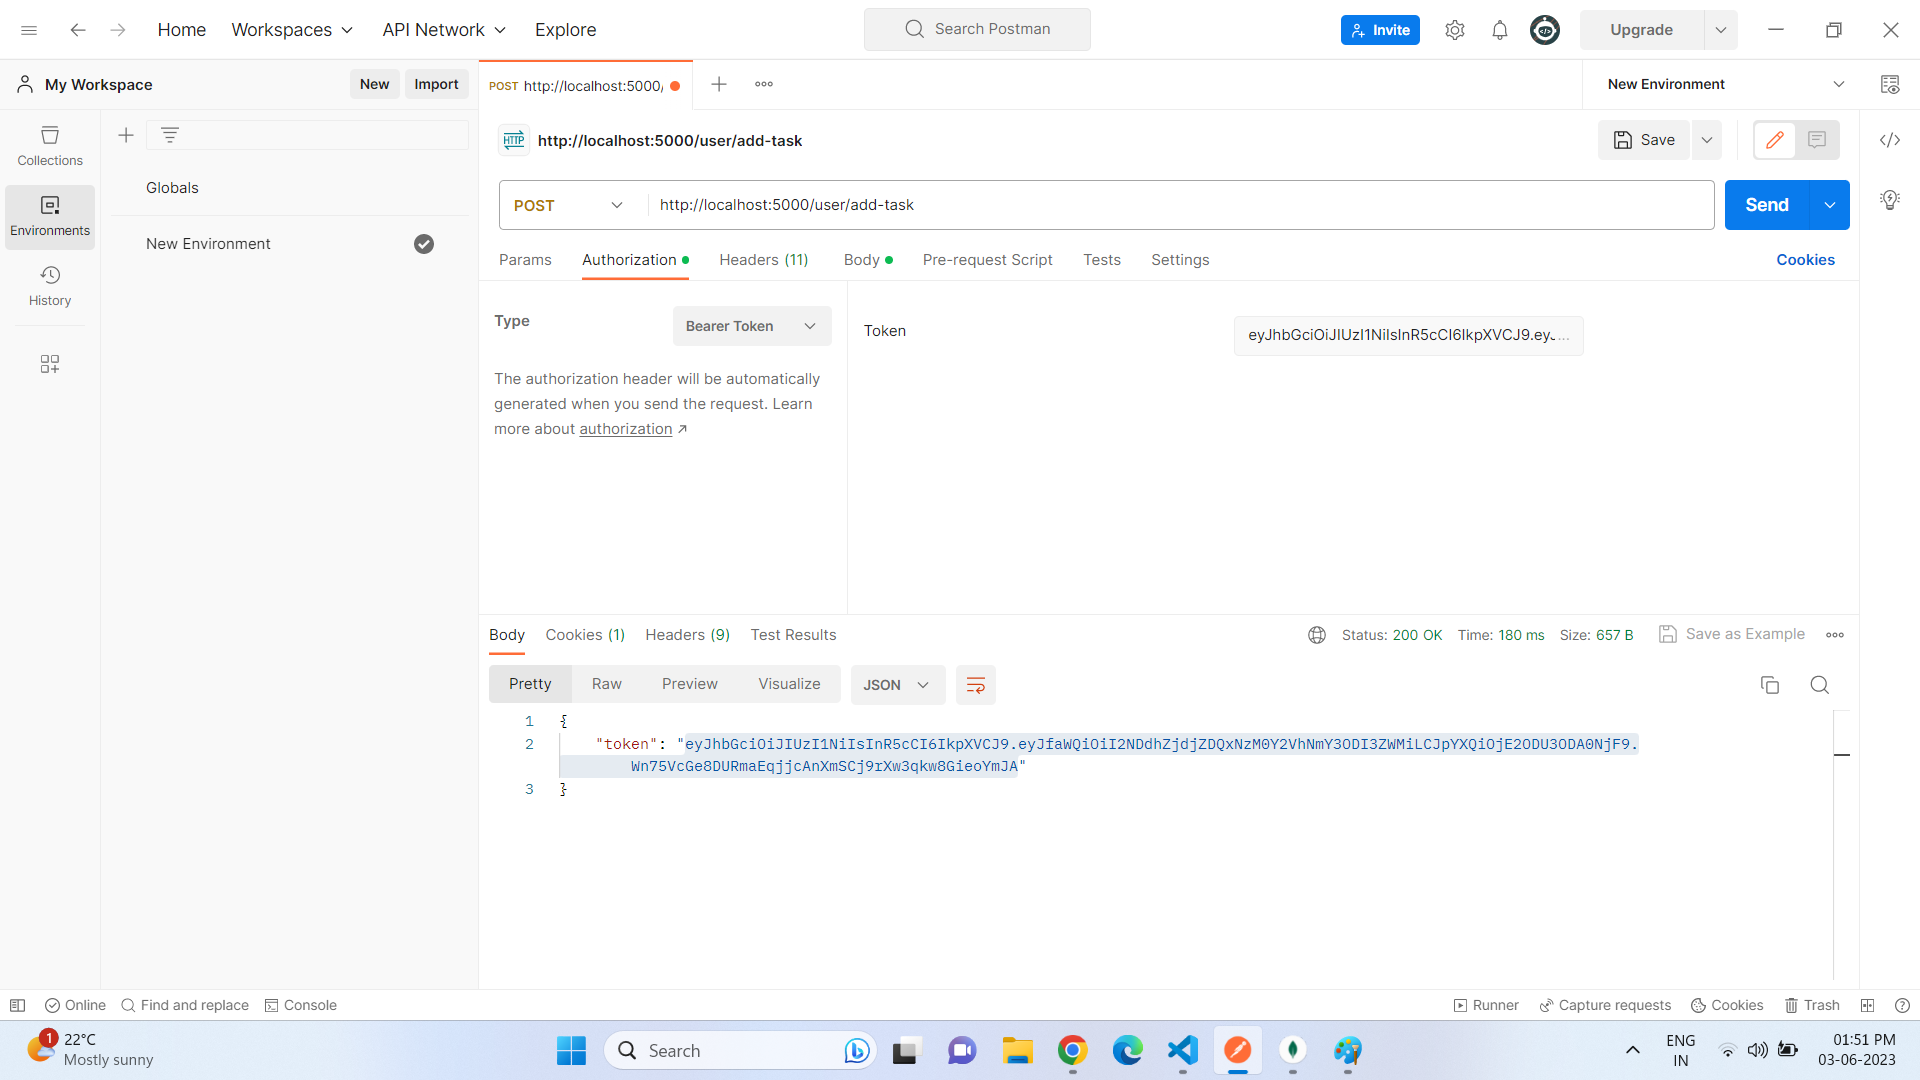 Home
Workspaces
API Network
Explore
Search Postman
Invite
Upgrade
My Workspace
New
Import
POST http://localhost:5000/
New Environment
Collections
Environments
History
Globals
New Environment
HTTP
http://localhost:5000/user/add-task
Save
POST
http://localhost:5000/user/add-task
Send
Params
Authorization
Headers (11)
Body
Pre-request Script
Tests
Settings
Cookies
Type
Bearer Token
The authorization header will be automatically
generated when you send the request. Learn
more about authorization ↗
Token
eyJhbGciOiJIUzI1NiIsInR5cCI6IkpXVCJ9.eyJ...
Body
Cookies (1)
Headers (9)
Test Results
Status: 200 OK
Time: 180 ms
Size: 657 B
Save as Example
Pretty
Raw
Preview
Visualize
JSON
1 {
2 "token": "eyJhbGciOiJIUzI1NiIsInR5cCI6IkpXVCJ9.eyJfaWQiOiI2NDdhZjdjZDQxNzM0Y2VhNmY3ODI3ZWMiLCJpYXQiOjE2ODU3ODA0NjF9.
Wn75VcGe8DURmaEqjjcAnXmSCj9rXw3qkw8GieoYmJA"
3 }
Online
Find and replace
Console
Runner
Capture requests
Cookies
Trash
1
22°C
Mostly sunny
Search
ENG
IN
01:51 PM
03-06-2023